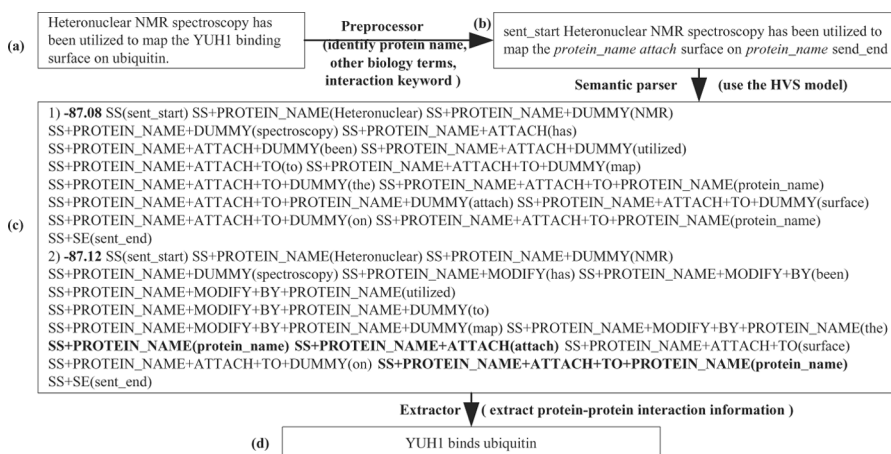 (a)
Heteronuclear NMR spectroscopy has
been utilized to map the YUH1 binding
surface on ubiquitin.
Preprocessor
(identify protein name,
other biology terms,
interaction keyword )
(b)
sent_start Heteronuclear NMR spectroscopy has been utilized to
map the protein_name attach surface on protein_name send_end
Semantic parser (use the HVS model)
(c)
1) -87.08 SS(sent_start) SS+PROTEIN_NAME(Heteronuclear) SS+PROTEIN_NAME+DUMMY(NMR)
SS+PROTEIN_NAME+DUMMY(spectroscopy) SS+PROTEIN_NAME+ATTACH(has)
SS+PROTEIN_NAME+ATTACH+DUMMY(been) SS+PROTEIN_NAME+ATTACH+DUMMY(utilized)
SS+PROTEIN_NAME+ATTACH+TO(to) SS+PROTEIN_NAME+ATTACH+TO+DUMMY(map)
SS+PROTEIN_NAME+ATTACH+TO+DUMMY(the) SS+PROTEIN_NAME+ATTACH+TO+PROTEIN_NAME(protein_name)
SS+PROTEIN_NAME+ATTACH+TO+PROTEIN_NAME+DUMMY(attach) SS+PROTEIN_NAME+ATTACH+TO+DUMMY(surface)
SS+PROTEIN_NAME+ATTACH+TO+DUMMY(on) SS+PROTEIN_NAME+ATTACH+TO+PROTEIN_NAME(protein_name)
SS+SE(sent_end)
2) -87.12 SS(sent_start) SS+PROTEIN_NAME(Heteronuclear) SS+PROTEIN_NAME+DUMMY(NMR)
SS+PROTEIN_NAME+DUMMY(spectroscopy) SS+PROTEIN_NAME+MODIFY(has) SS+PROTEIN_NAME+MODIFY+BY(been)
SS+PROTEIN_NAME+MODIFY+BY+PROTEIN_NAME(utilized)
SS+PROTEIN_NAME+MODIFY+BY+PROTEIN_NAME+DUMMY(to)
SS+PROTEIN_NAME+MODIFY+BY+PROTEIN_NAME+DUMMY(map) SS+PROTEIN_NAME+MODIFY+BY+PROTEIN_NAME(the)
SS+PROTEIN_NAME(protein_name) SS+PROTEIN_NAME+ATTACH(attach) SS+PROTEIN_NAME+ATTACH+TO(surface)
SS+PROTEIN_NAME+ATTACH+TO+DUMMY(on) SS+PROTEIN_NAME+ATTACH+TO+PROTEIN_NAME(protein_name)
SS+SE(sent_end)
Extractor ( extract protein-protein interaction information )
(d)
YUH1 binds ubiquitin